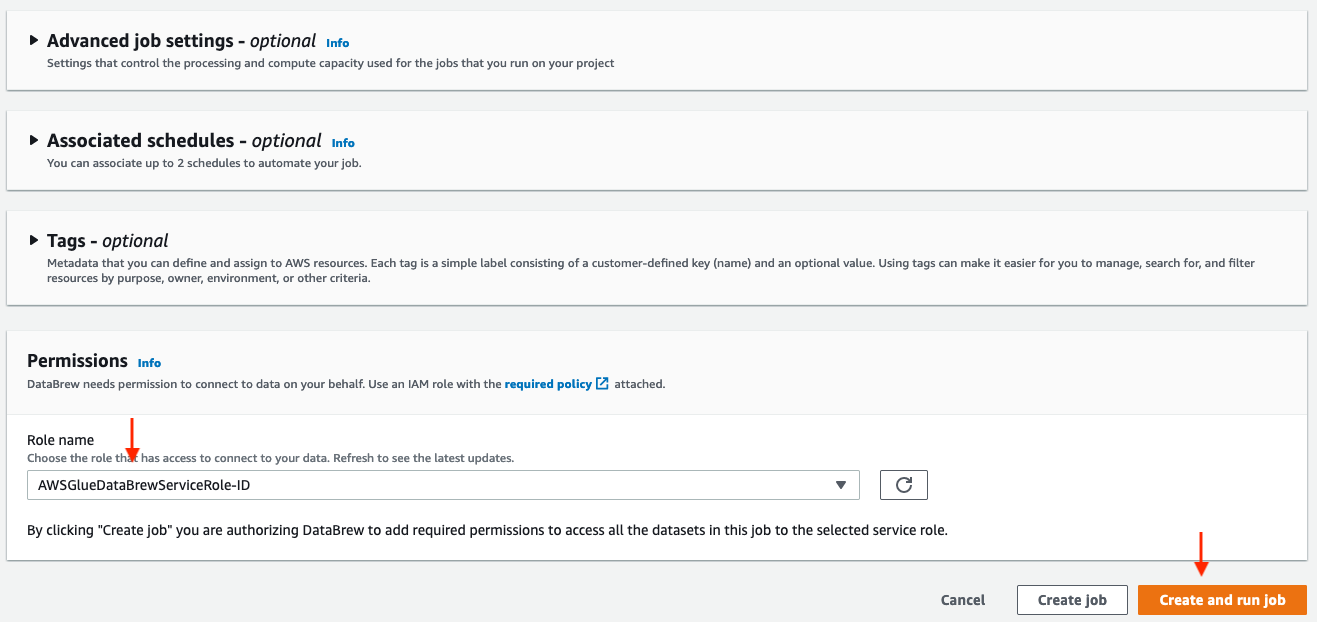 Advanced job settings - optional Info
Settings that control the processing and compute capacity used for the jobs that you run on your project
Associated schedules - optional Info
You can associate up to 2 schedules to automate your job.
Tags - optional
Metadata that you can define and assign to AWS resources. Each tag is a simple label consisting of a customer-defined key (name) and an optional value. Using tags can make it easier for you to manage, search for, and filter
resources by purpose, owner, environment, or other criteria.
Permissions Info
DataBrew needs permission to connect to data on your behalf. Use an IAM role with the required policy attached.
Role name
Choose the role that has access to connect to your data. Refresh to see the latest updates.
AWSGlueDataBrewServiceRole-ID
By clicking "Create job" you are authorizing DataBrew to add required permissions to access all the datasets in this job to the selected service role.
Cancel Create job Create and run job